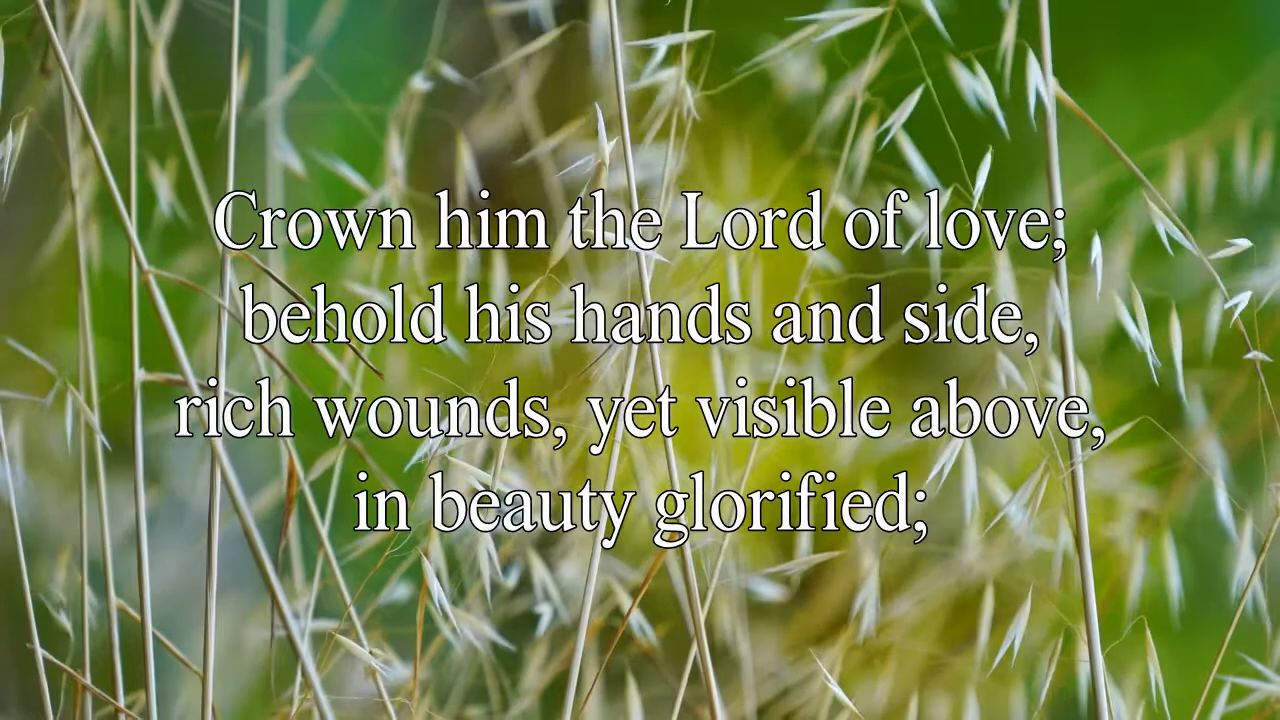 Crown him the Lord of love;
behold his hands and side,
rich wounds, yet visible above,
in beauty glorified;